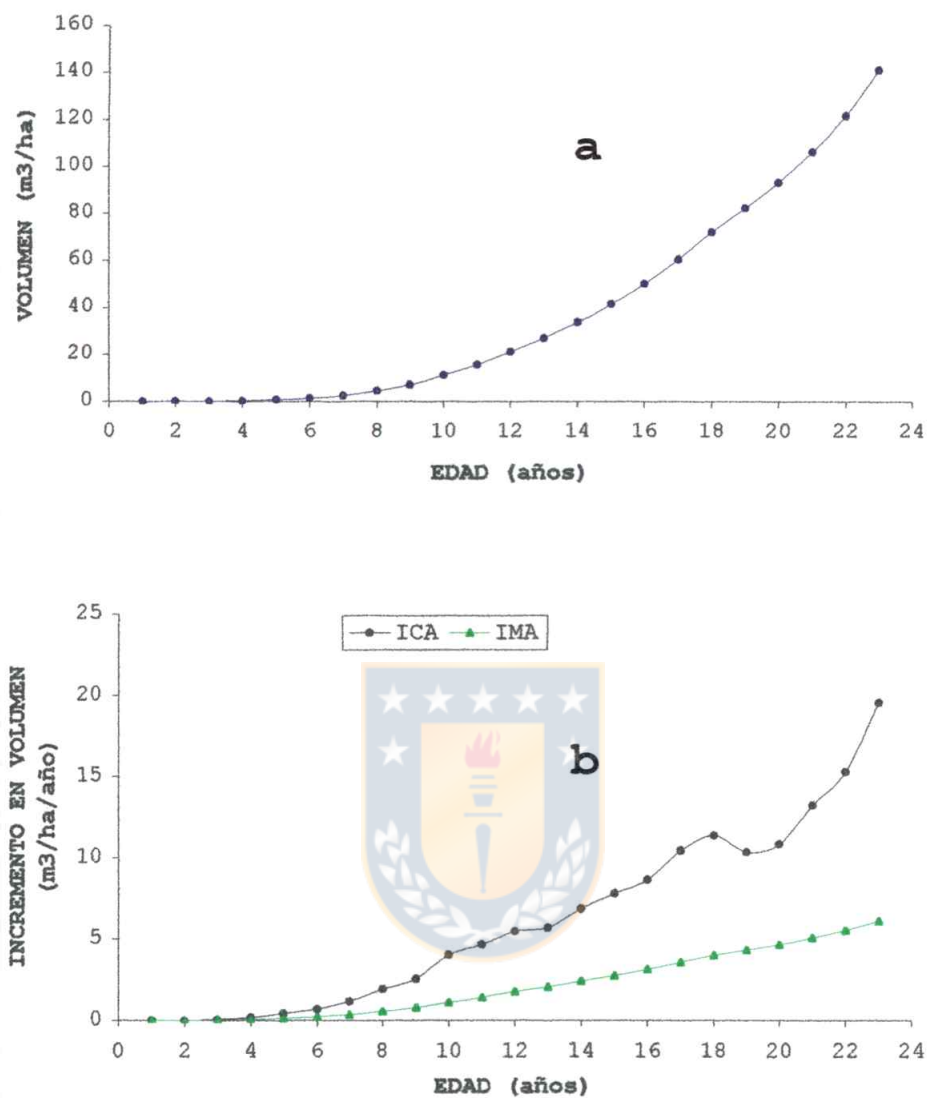 160
140
120
100
80
60
40
20
0
VOLUMEN (m3/ha)
a
0 2 4 6 8 10 12 14 16 18 20 22 24
EDAD (años)
25
20
15
10
5
0
INCREMENTO EN VOLUMEN
(m3/ha/año)
ICA IMA
b
0 2 4 6 8 10 12 14 16 18 20 22 24
EDAD (años)